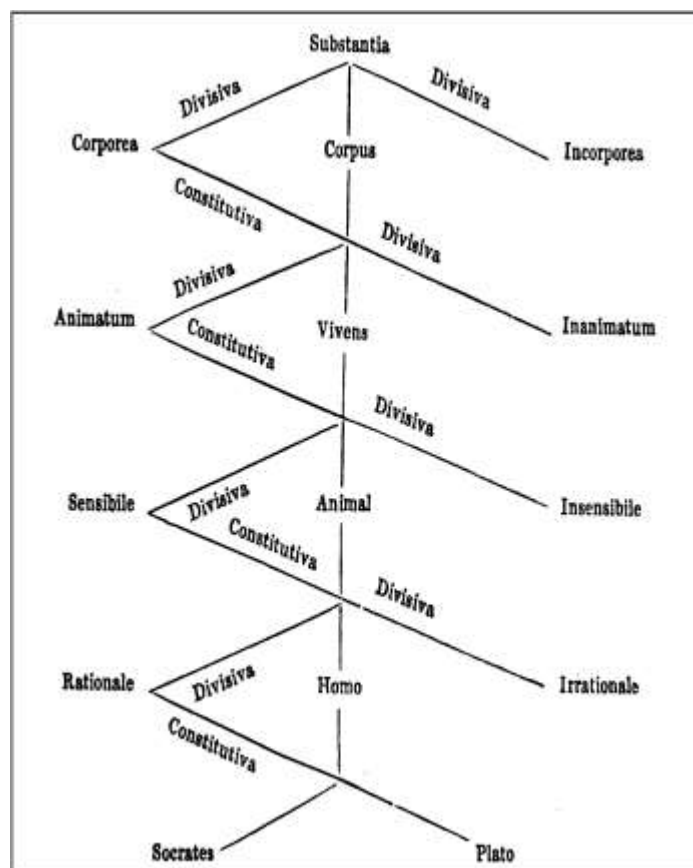 Substantia
Divisiva
Divisiva
Corporea
Corpus
Incorporea
Constitutiva
Divisiva
Divisiva
Animatum
Vivens
Inanimatum
Constitutiva
Divisiva
Sensibile
Divisiva
Animal
Insensibile
Constitutiva
Divisiva
Rationale
Divisiva
Homo
Irrationale
Constitutiva
Socrates
Plato